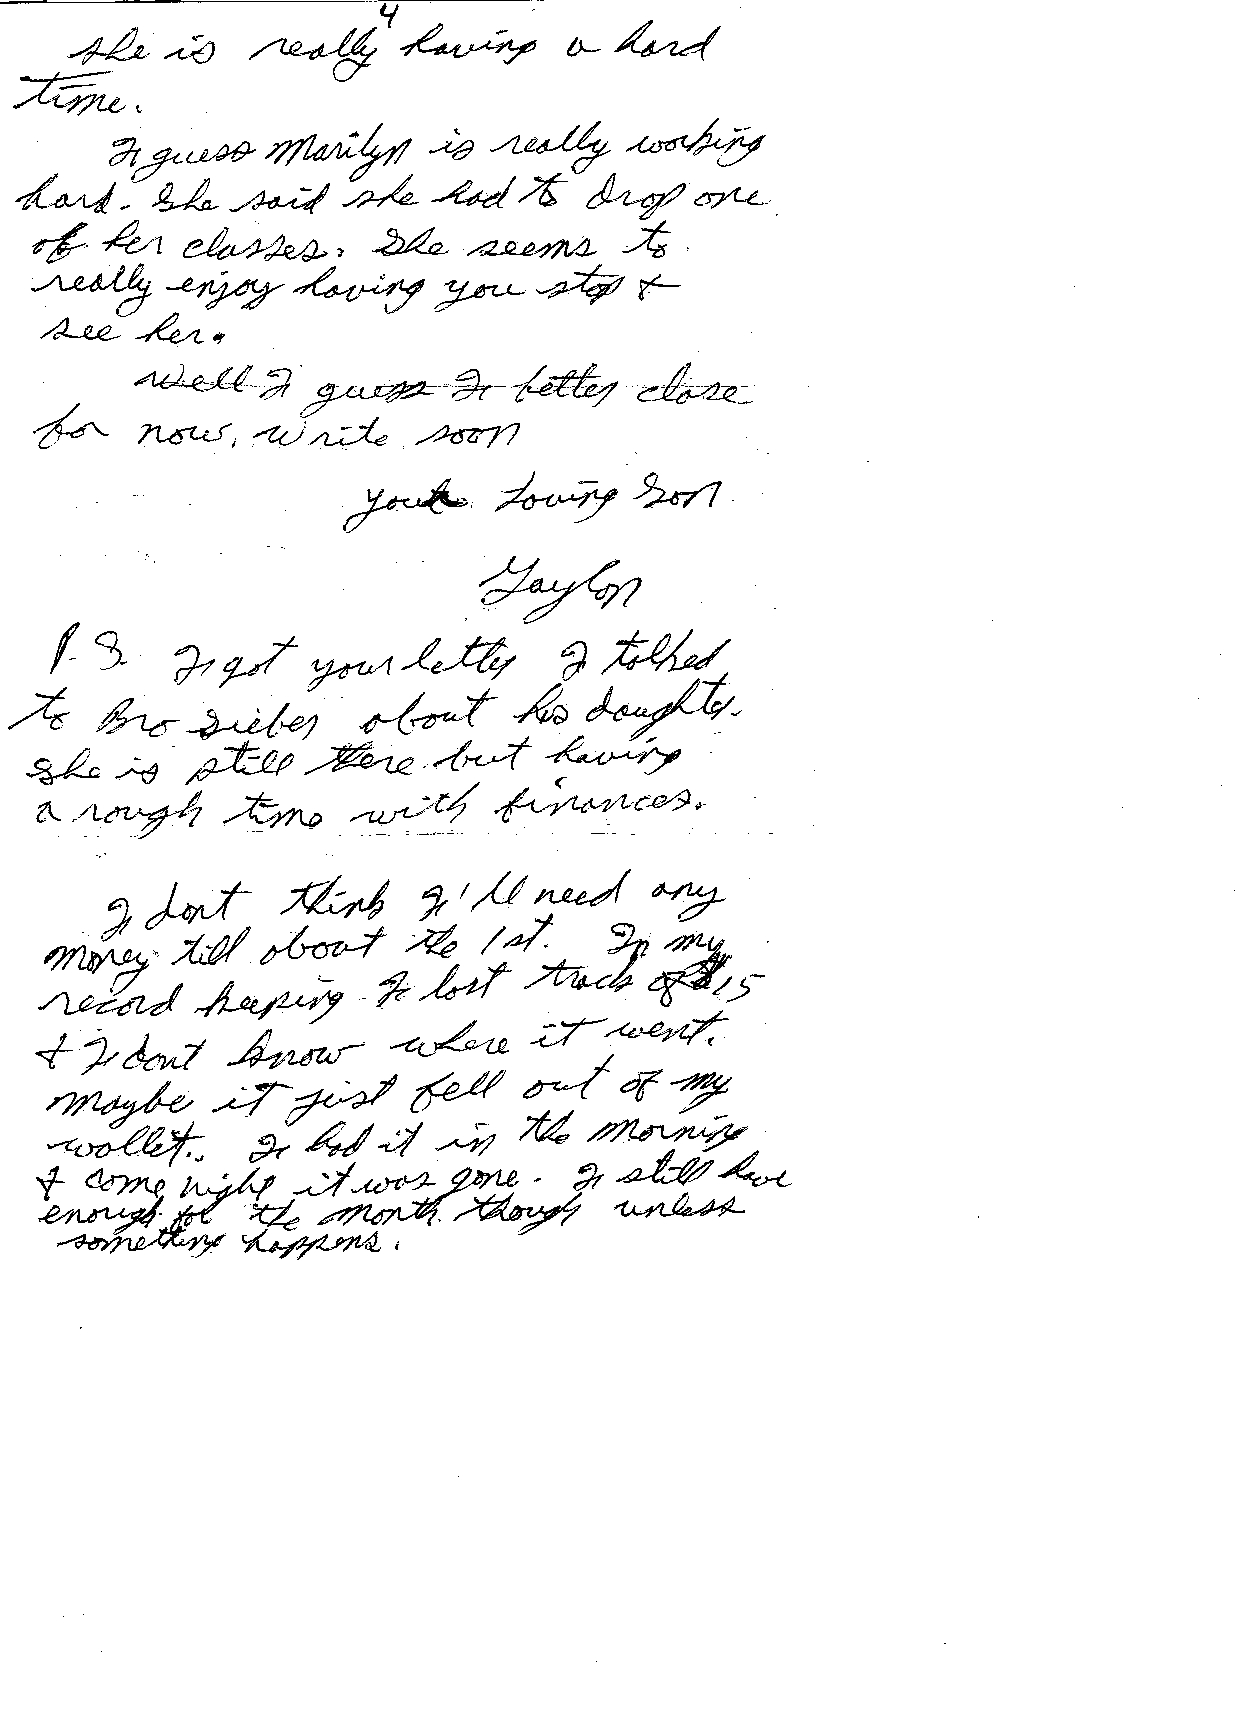 4
she is really having a hard
time.
I guess Marilyn is really working
hard. She said she had to drop one
of her classes. She seems to
really enjoy having you stop &
see her.
Well I guess I better close
for now. Write soon
Your Loving Son
Gaylon
P.S. I got your letter I talked
to Bro Sieber about his daughter.
She is still there but having
a rough time with finances.
I dont think I'll need any
money till about the 1st. In my
record keeping I lost track of $15
& I dont know where it went.
maybe it just fell out of my
wallet. I had it in the morning
& come night it was gone. I still have
enough for the month though unless
something happens.